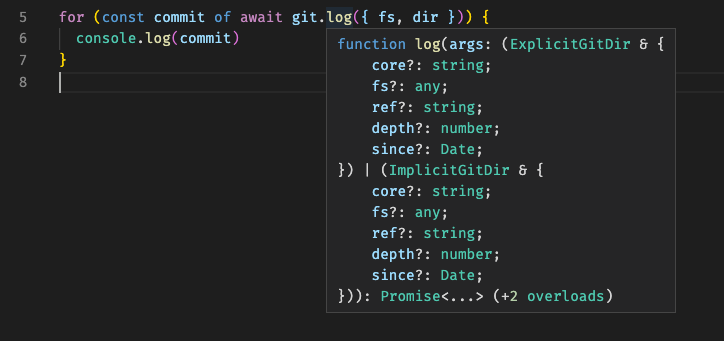 5 for (const commit of await git.log({ fs, dir })) {
6 console.log(commit)
7 }
8
function log(args: (ExplicitGitDir & {
core?: string;
fs?: any;
ref?: string;
depth?: number;
since?: Date;
}) | (ImplicitGitDir & {
core?: string;
fs?: any;
ref?: string;
depth?: number;
since?: Date;
})): Promise<...> (+2 overloads)